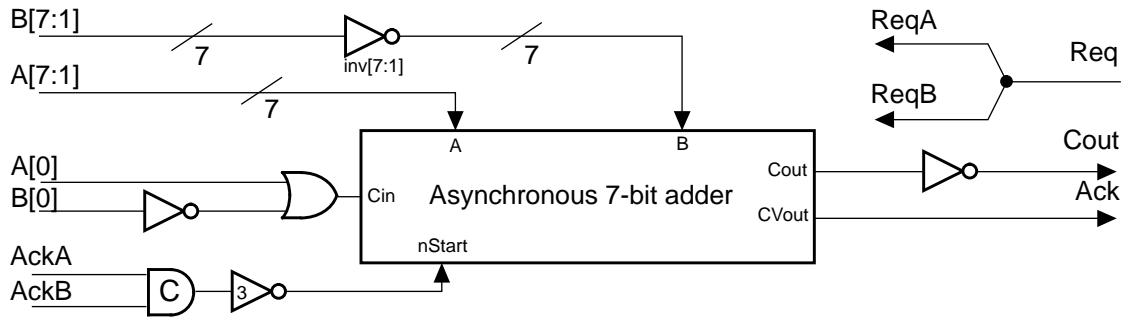 B[7:1]
7
inv[7:1]
7
A[7:1]
7
ReqA
Req
ReqB
A
B
A[0]
B[0]
Cin
Asynchronous 7-bit adder
Cout
Cout
CVout
Ack
nStart
AckA
AckB
C
3